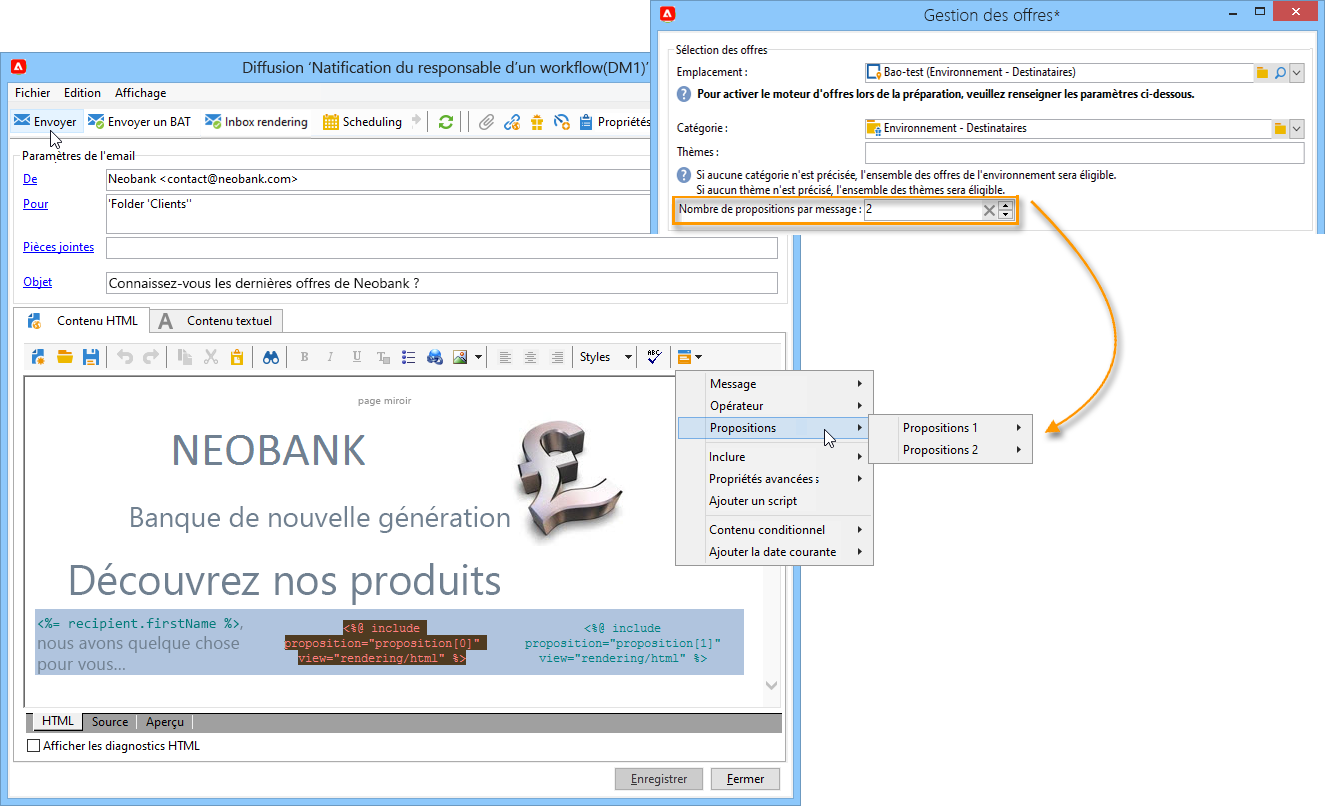 Gestion des offres*
Sélection des offres
Emplacement :
Bao-test (Environnement - Destinataires)
Pour activer le moteur d'offres lors de la préparation, veuillez renseigner les paramètres ci-dessous.
Catégorie :
Environnement - Destinataires
Thèmes :
Si aucune catégorie n'est précisée, l'ensemble des offres de l'environnement sera éligible.
Si aucun thème n'est précisé, l'ensemble des thèmes sera éligible.
Nombre de propositions par message : 2
Diffusion ‘Natification du responsable d’un workflow(DM1)’
Fichier Edition Affichage
Envoyer Envoyer un BAT Inbox rendering Scheduling Propriétés
Paramètres de l'email
De
Neobank <contact@neobank.com>
Pour
'Folder 'Clients''
Pièces jointes
Objet
Connaissez-vous les dernières offres de Neobank ?
Contenu HTML
A Contenu textuel
B I U T Styles ABC
page miroir
NEOBANK
Banque de nouvelle génération
Découvrez nos produits
<%= recipient.firstName %>,
nous avons quelque chose
pour vous...
<%@ include
proposition="proposition[0]"
view="rendering/html" %>
<%@ include
proposition="proposition[1]"
view="rendering/html" %>
Message
Opérateur
Propositions
Inclure
Propriétés avancées
Ajouter un script
Contenu conditionnel
Ajouter la date courante
Propositions 1
Propositions 2
HTML Source Aperçu
Afficher les diagnostics HTML
Enregistrer Fermer